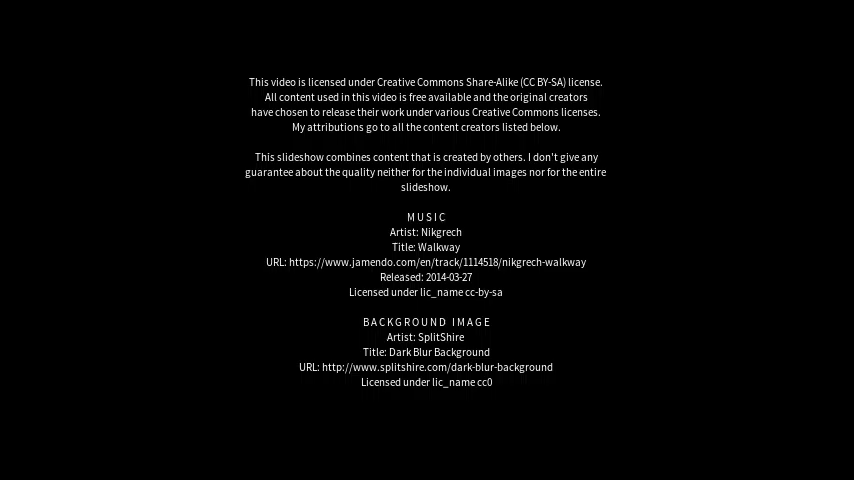 This video is licensed under Creative Commons Share-Alike (CC BY-SA) license.
All content used in this video is free available and the original creators
have chosen to release their work under various Creative Commons licenses.
My attributions go to all the content creators listed below.
This slideshow combines content that is created by others. I don't give any
guarantee about the quality neither for the individual images nor for the entire
slideshow.
MUSIC
Artist: Nikgrech
Title: Walkway
URL: https://www.jamendo.com/en/track/1114518/nikgrech-walkway
Released: 2014-03-27
Licensed under lic_name cc-by-sa
BACKGROUND IMAGE
Artist: SplitShire
Title: Dark Blur Background
URL: http://www.splitshire.com/dark-blur-background
Licensed under lic_name cc0